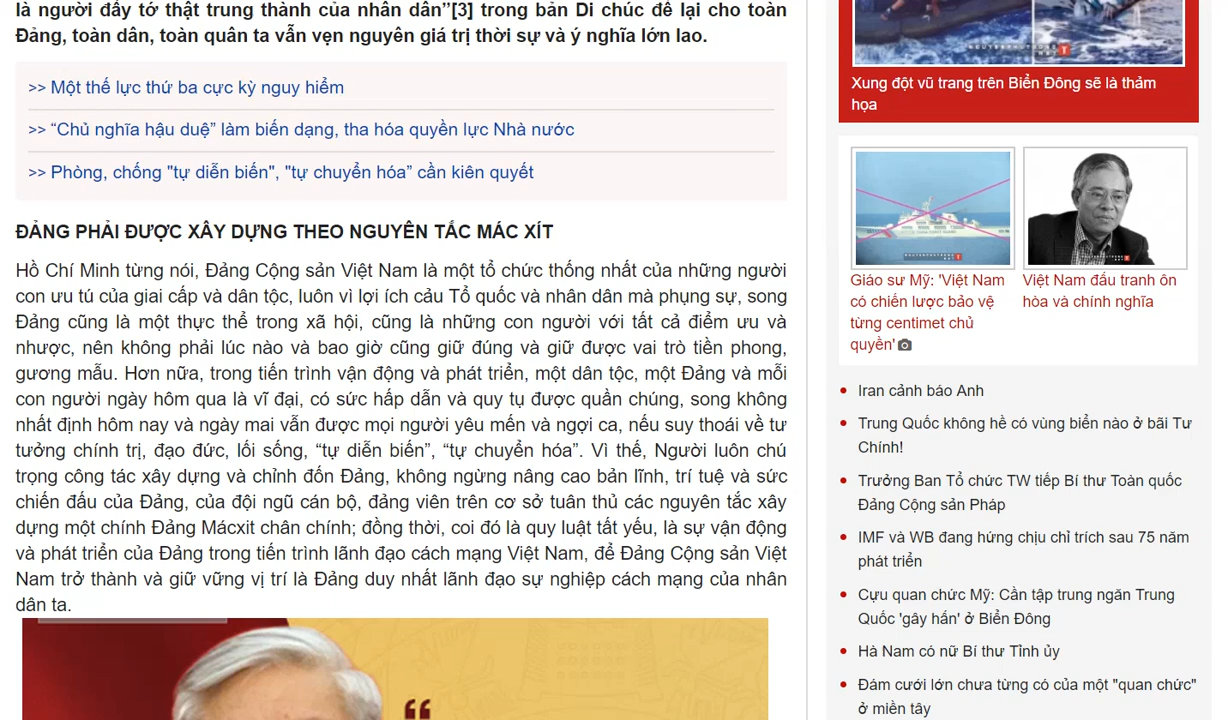 là người đầy tớ thật trung thành của nhân dân”[3] trong bản Di chúc để lại cho toàn
Đảng, toàn dân, toàn quân ta vẫn vẹn nguyên giá trị thời sự và ý nghĩa lớn lao.
>> Một thế lực thứ ba cực kỳ nguy hiểm
>> “Chủ nghĩa hậu duệ” làm biến dạng, tha hóa quyền lực Nhà nước
>> Phòng, chống "tự diễn biến", "tự chuyển hóa” cần kiên quyết
ĐẢNG PHẢI ĐƯỢC XÂY DỰNG THEO NGUYÊN TẮC MÁC XÍT
Hồ Chí Minh từng nói, Đảng Cộng sản Việt Nam là một tổ chức thống nhất của những người
con ưu tú của giai cấp và dân tộc, luôn vì lợi ích cảu Tổ quốc và nhân dân mà phụng sự, song
Đảng cũng là một thực thể trong xã hội, cũng là những con người với tất cả điểm ưu và
nhược, nên không phải lúc nào và bao giờ cũng giữ đúng và giữ được vai trò tiền phong,
gương mẫu. Hơn nữa, trong tiến trình vận động và phát triển, một dân tộc, một Đảng và mỗi
con người ngày hôm qua là vĩ đại, có sức hấp dẫn và quy tụ được quần chúng, song không
nhất định hôm nay và ngày mai vẫn được mọi người yêu mến và ngợi ca, nếu suy thoái về tư
tưởng chính trị, đạo đức, lối sống, “tự diễn biến”, “tự chuyển hóa”. Vì thế, Người luôn chú
trọng công tác xây dựng và chỉnh đốn Đảng, không ngừng nâng cao bản lĩnh, trí tuệ và sức
chiến đấu của Đảng, của đội ngũ cán bộ, đảng viên trên cơ sở tuân thủ các nguyên tắc xây
dựng một chính Đảng Mácxit chân chính; đồng thời, coi đó là quy luật tất yếu, là sự vận động
và phát triển của Đảng trong tiến trình lãnh đạo cách mạng Việt Nam, để Đảng Cộng sản Việt
Nam trở thành và giữ vững vị trí là Đảng duy nhất lãnh đạo sự nghiệp cách mạng của nhân
dân ta.
Xung đột vũ trang trên Biển Đông sẽ là thảm
họa
Giáo sư Mỹ: 'Việt Nam
có chiến lược bảo vệ
từng centimet chủ
quyền'
Việt Nam đấu tranh ôn
hòa và chính nghĩa
Iran cảnh báo Anh
Trung Quốc không hề có vùng biển nào ở bãi Tư
Chính!
Trưởng Ban Tổ chức TW tiếp Bí thư Toàn quốc
Đảng Cộng sản Pháp
IMF và WB đang hứng chịu chỉ trích sau 75 năm
phát triển
Cựu quan chức Mỹ: Cần tập trung ngăn Trung
Quốc 'gây hấn' ở Biển Đông
Hà Nam có nữ Bí thư Tỉnh ủy
Đám cưới lớn chưa từng có của một "quan chức"
ở miền tây